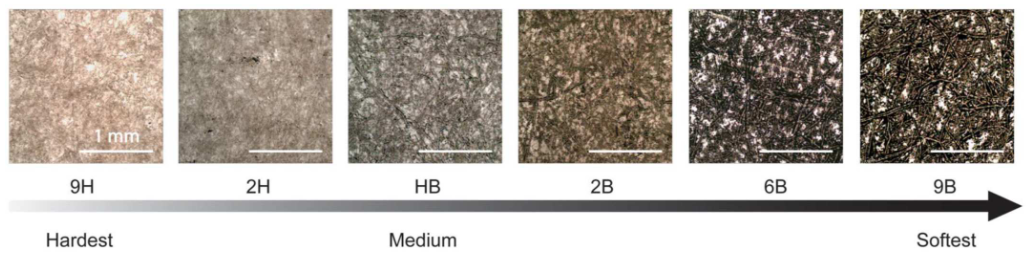 1 mm
9H 2H HB 2B 6B 9B
Hardest Medium Softest